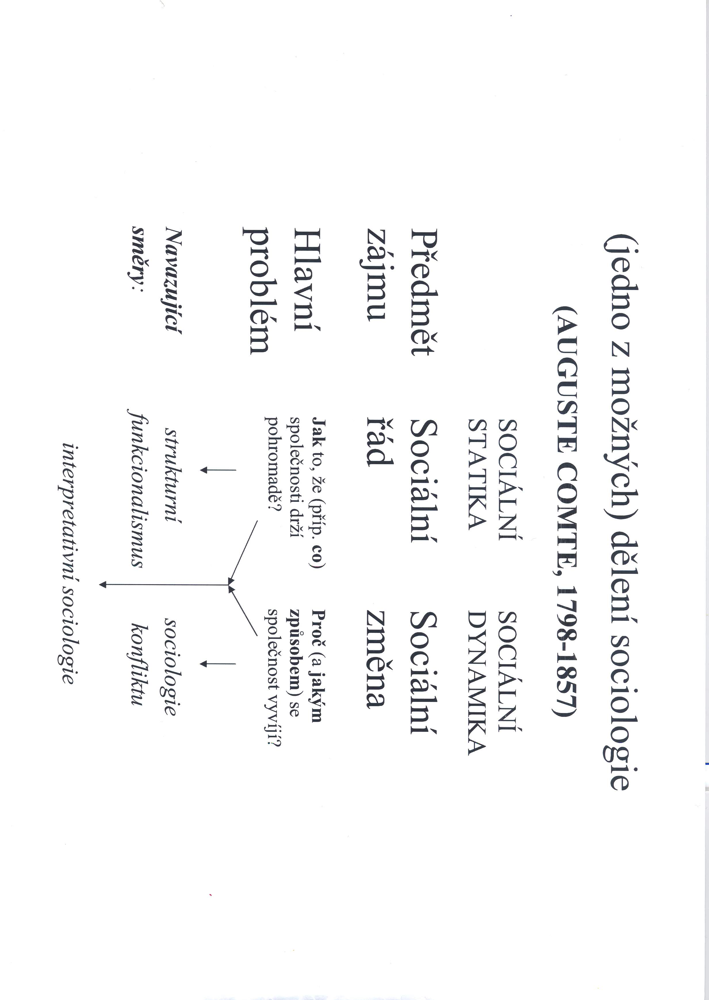 (jedno z možných) dělení sociologie
(AUGUSTE COMTE, 1798-1857)
SOCIÁLNÍ STATIKA
SOCIÁLNÍ DYNAMIKA
Předmět zájmu
Sociální řád
Sociální změna
Hlavní problém
Jak to, že (příp. co)
společnosti drží
pohromadě?
Proč (a jakým
způsobem) se
společnost vyvíjí?
Navazující
směry:
strukturní
funkcionalismus
sociologie
konfliktu
interpretativní sociologie